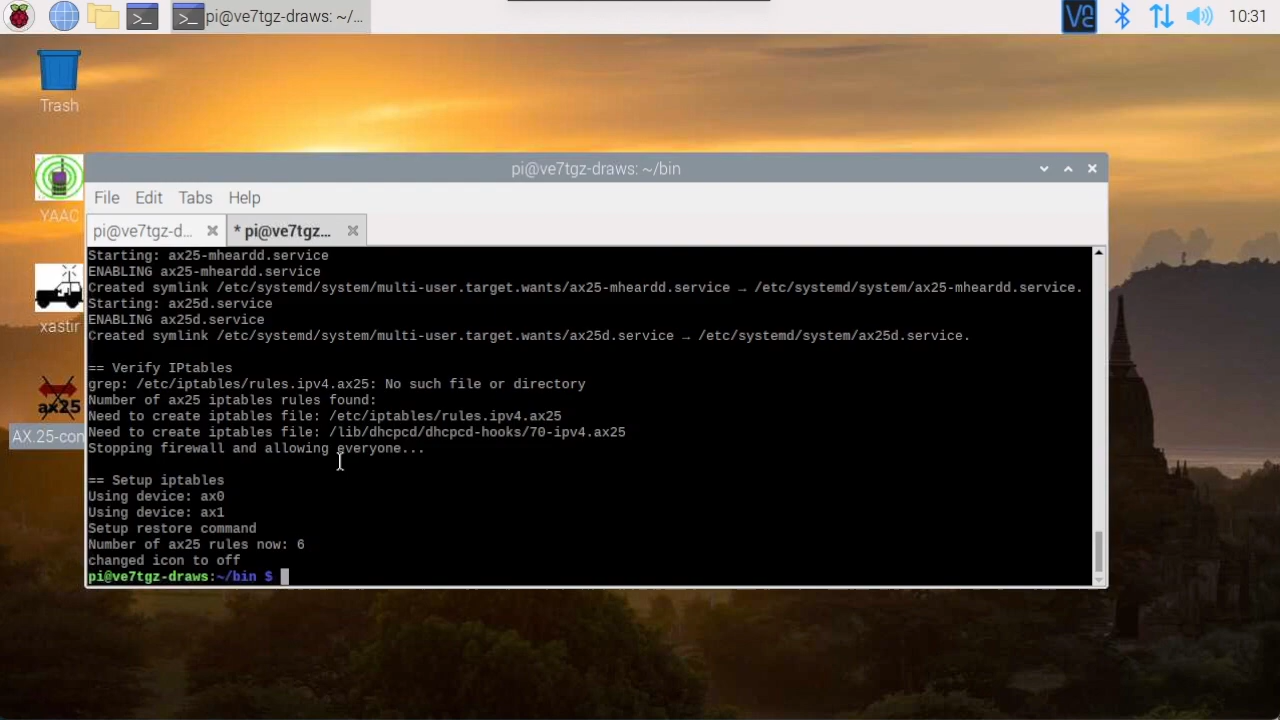 pi@ve7tgz-draws: ~/...
10:31
Trash
YAAC
xastir
ax25
AX.25-con
pi@ve7tgz-draws: ~/bin
File Edit Tabs Help
pi@ve7tgz-d...
* pi@ve7tgz...
Starting: ax25-mheardd.service
ENABLING ax25-mheardd.service
Created symlink /etc/systemd/system/multi-user.target.wants/ax25-mheardd.service → /etc/systemd/system/ax25-mheardd.service.
Starting: ax25d.service
ENABLING ax25d.service
Created symlink /etc/systemd/system/multi-user.target.wants/ax25d.service → /etc/systemd/system/ax25d.service.
== Verify IPtables
grep: /etc/iptables/rules.ipv4.ax25: No such file or directory
Number of ax25 iptables rules found:
Need to create iptables file: /etc/iptables/rules.ipv4.ax25
Need to create iptables file: /lib/dhcpcd/dhcpcd-hooks/70-ipv4.ax25
Stopping firewall and allowing everyone...
== Setup iptables
Using device: ax0
Using device: ax1
Setup restore command
Number of ax25 rules now: 6
changed icon to off
pi@ve7tgz-draws:~/bin $